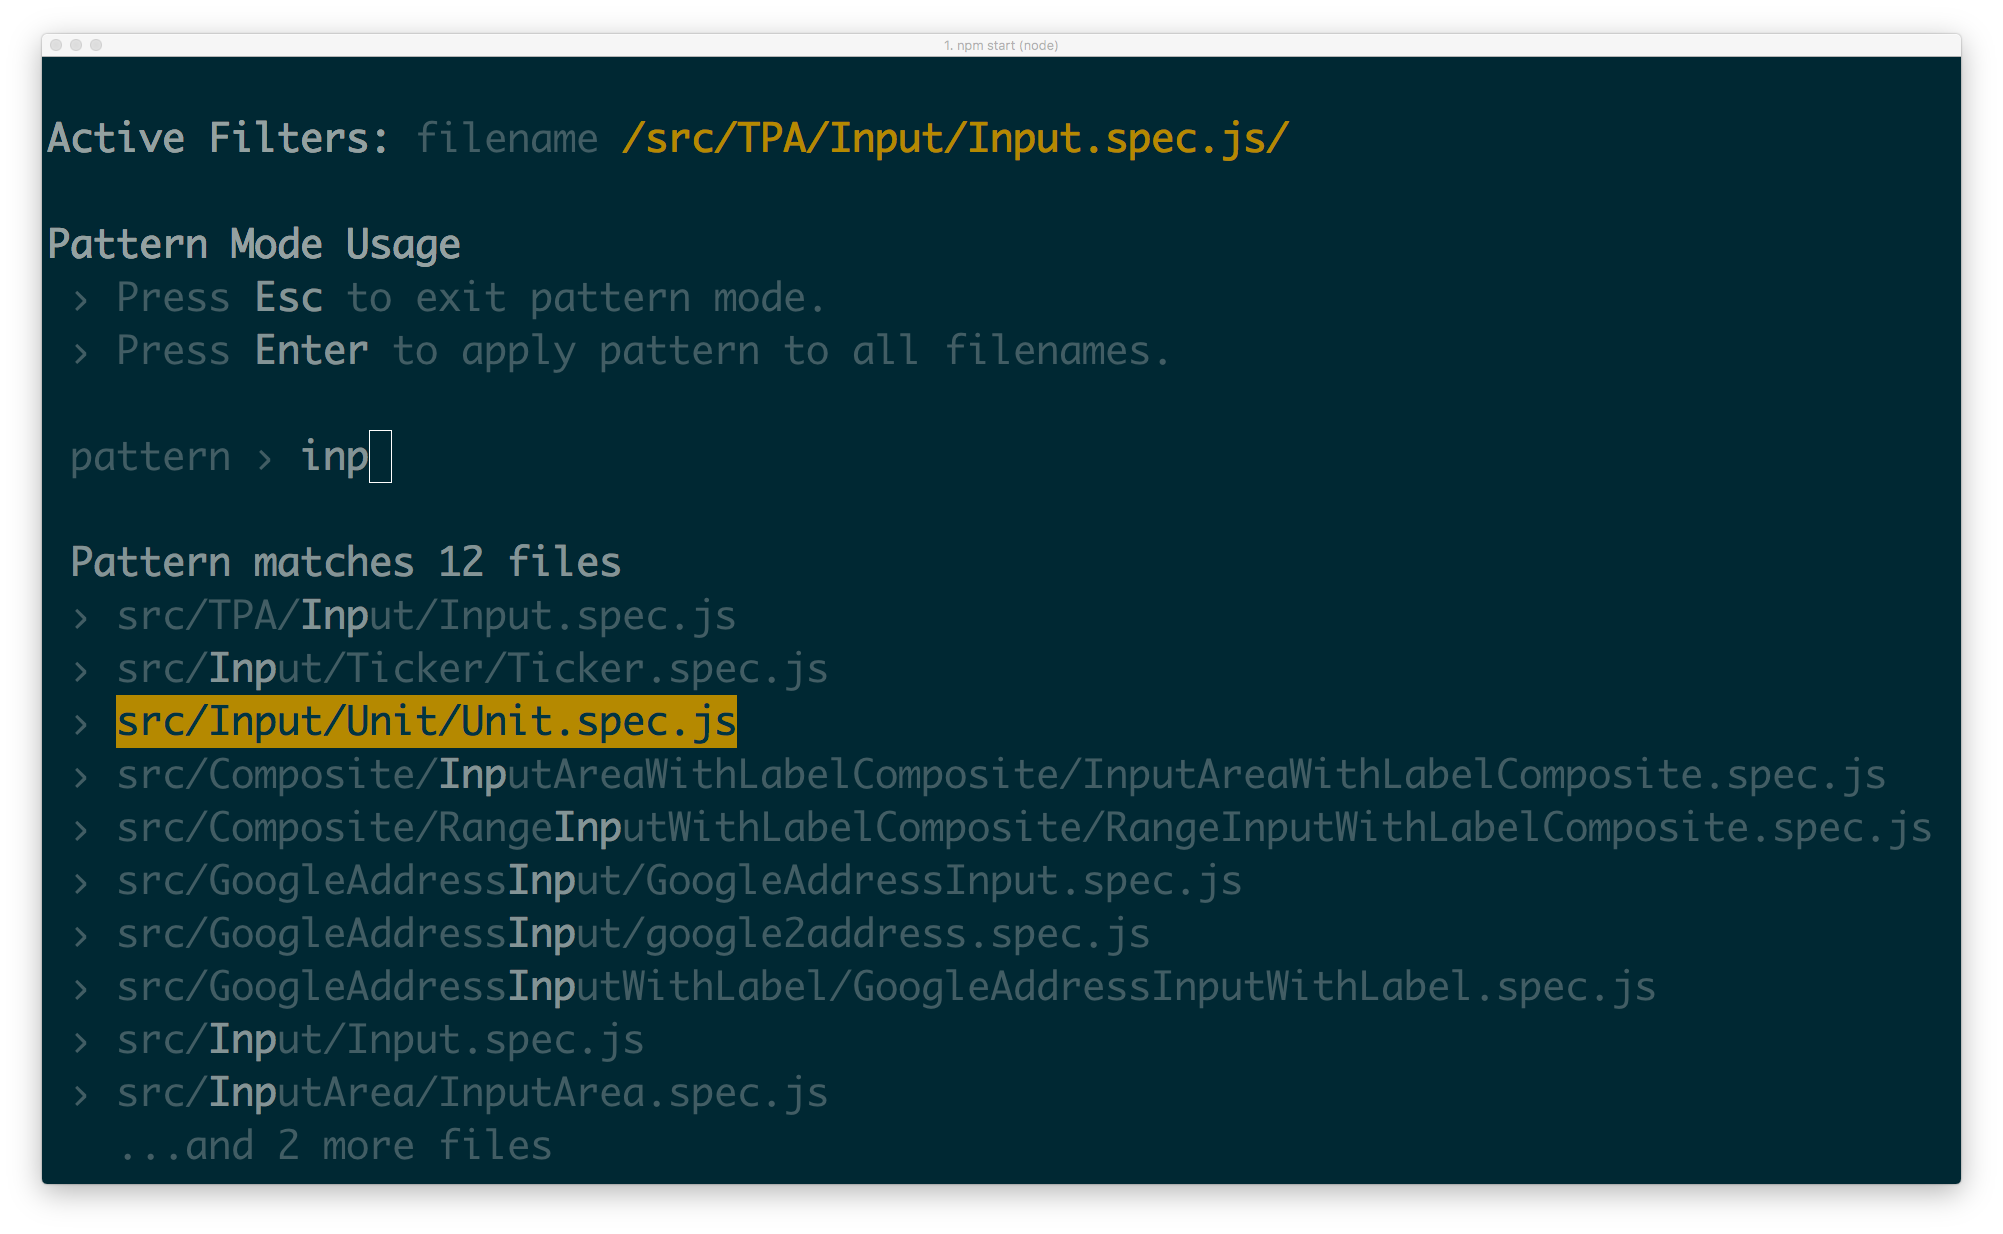 1. npm start (node)
Active Filters: filename /src/TPA/Input/Input.spec.js/
Pattern Mode Usage
› Press Esc to exit pattern mode.
› Press Enter to apply pattern to all filenames.
pattern › inp
Pattern matches 12 files
› src/TPA/Input/Input.spec.js
› src/Input/Ticker/Ticker.spec.js
› src/Input/Unit/Unit.spec.js
› src/Composite/InputAreaWithLabelComposite/InputAreaWithLabelComposite.spec.js
› src/Composite/RangeInputWithLabelComposite/RangeInputWithLabelComposite.spec.js
› src/GoogleAddressInput/GoogleAddressInput.spec.js
› src/GoogleAddressInput/google2address.spec.js
› src/GoogleAddressInputWithLabel/GoogleAddressInputWithLabel.spec.js
› src/Input/Input.spec.js
› src/InputArea/InputArea.spec.js
...and 2 more files